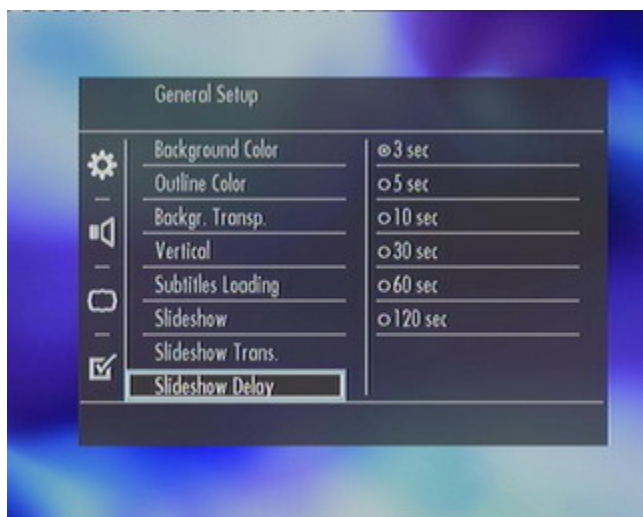 General Setup
Background Color
Outline Color
Backgr. Transp.
Vertical
Subtitles Loading
Slideshow
Slideshow Trans.
Slideshow Delay
3 sec
5 sec
10 sec
30 sec
60 sec
120 sec